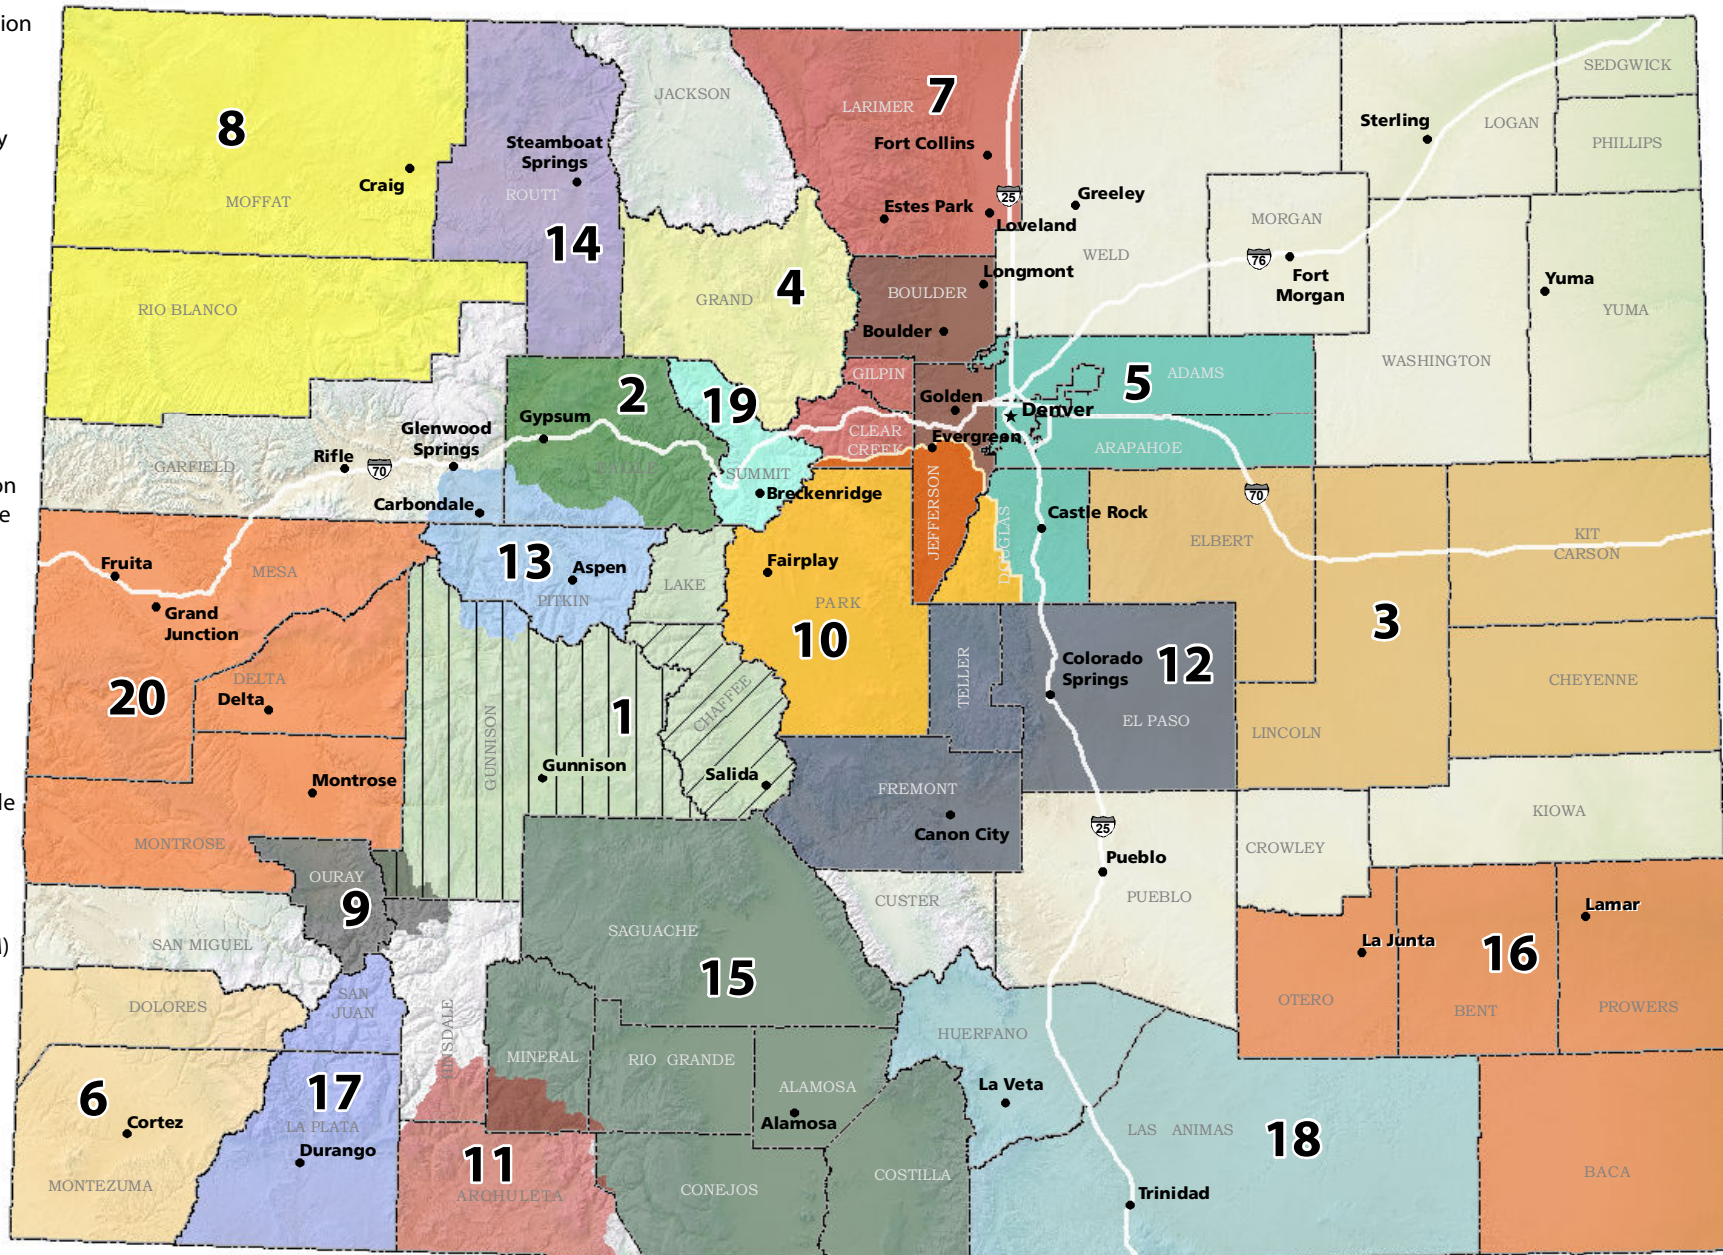 ion
y
on
e
le
)
8
Craig
MOFFAT
RIO BLANCO
Steamboat
Springs
ROUTT
14
JACKSON
7
LARIMER
Fort Collins
Estes Park
Loveland
25
Greeley
WELD
Sterling
LOGAN
SEDGWICK
PHILLIPS
MORGAN
76
Fort
Morgan
Yuma
YUMA
WASHINGTON
4
GRAND
Longmont
BOULDER
Boulder
GILPIN
Golden
CLEAR
CREEK
Evergreen
Denver
5
ADAMS
ARAPAHOE
2
Gypsum
EAGLE
19
SUMMIT
Breckenridge
Glenwood
Springs
Rifle
70
GARFIELD
Carbondale
13
Aspen
PITKIN
LAKE
Fairplay
PARK
10
JEFFERSON
DOUGLAS
Castle Rock
70
ELBERT
KIT
CARSON
3
CHEYENNE
LINCOLN
Fruita
MESA
Grand
Junction
20
DELTA
Delta
Montrose
MONTROSE
GUNNISON
1
Gunnison
CHAFFEE
Salida
TELLER
Colorado
Springs
12
EL PASO
FREMONT
Canon City
25
Pueblo
PUEBLO
CROWLEY
KIOWA
OURAY
9
SAN MIGUEL
CUSTER
SAGUACHE
15
La Junta
16
Lamar
OTERO
BENT
PROWERS
DOLORES
SAN
JUAN
HINSDALE
MINERAL
RIO GRANDE
ALAMOSA
Alamosa
HUERFANO
La Veta
6
Cortez
MONTEZUMA
17
LA PLATA
Durango
11
ARCHULETA
CONEJOS
COSTILLA
LAS ANIMAS
18
Trinidad
BACA